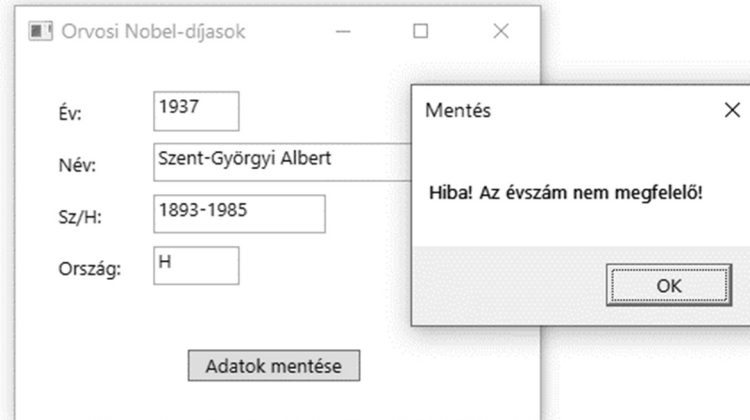 Orvosi Nobel-díjasok
Év: 1937
Név: Szent-Györgyi Albert
Sz/H: 1893-1985
Ország: H
Adatok mentése
Mentés
Hiba! Az évszám nem megfelelő!
OK